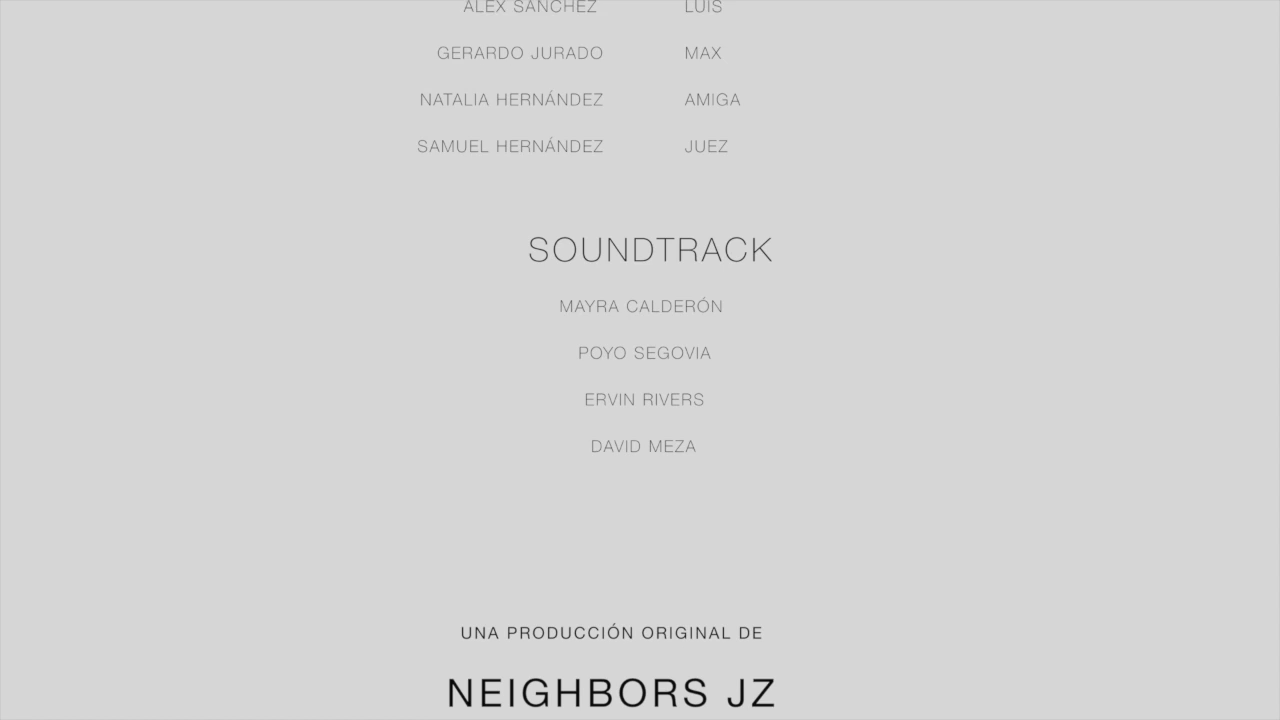 ALEX SÁNCHEZ LUIS
GERARDO JURADO MAX
NATALIA HERNÁNDEZ AMIGA
SAMUEL HERNÁNDEZ JUEZ
SOUNDTRACK
MAYRA CALDERÓN
POYO SEGOVIA
ERVIN RIVERS
DAVID MEZA
UNA PRODUCCIÓN ORIGINAL DE
NEIGHBORS JZ